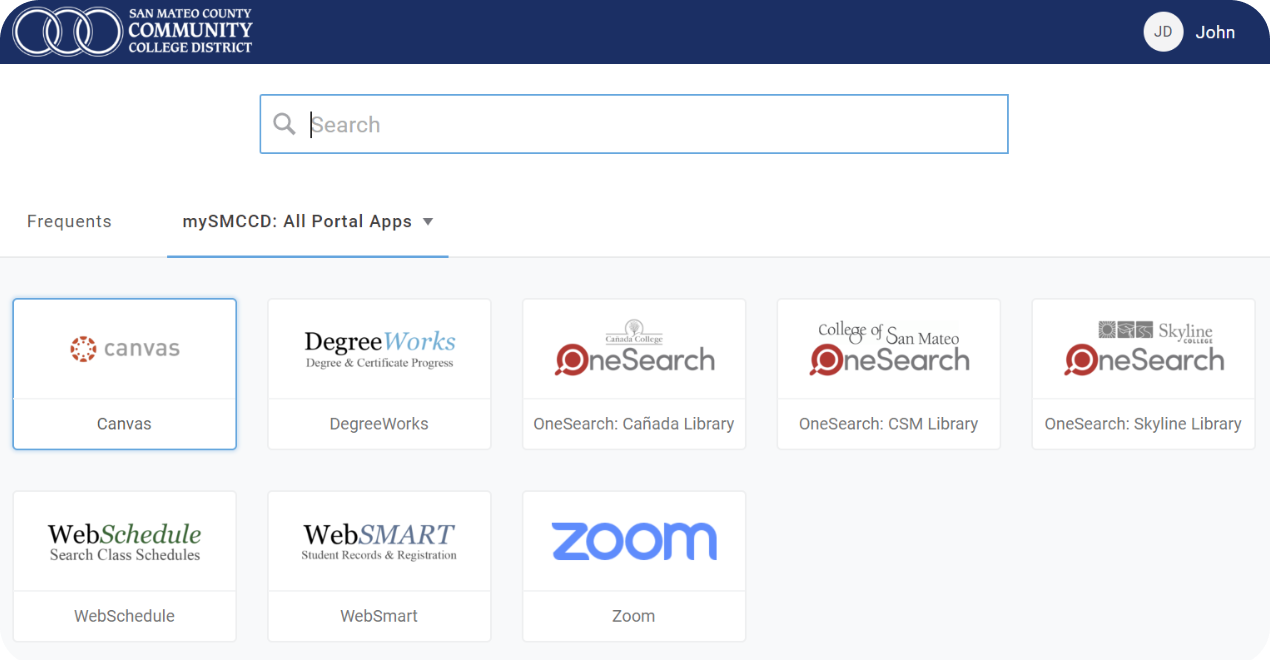 SAN MATEO COUNTY
COMMUNITY
COLLEGE DISTRICT
JD
John
Search
Frequents
mySMCCD: All Portal Apps
canvas
Canvas
DegreeWorks
Degree & Certificate Progress
DegreeWorks
Cañada College
OneSearch
OneSearch: Cañada Library
College of San Mateo
OneSearch
OneSearch: CSM Library
Skyline
COLLEGE
OneSearch
OneSearch: Skyline Library
WebSchedule
Search Class Schedules
WebSchedule
WebSMART
Student Records & Registration
WebSmart
zoom
Zoom